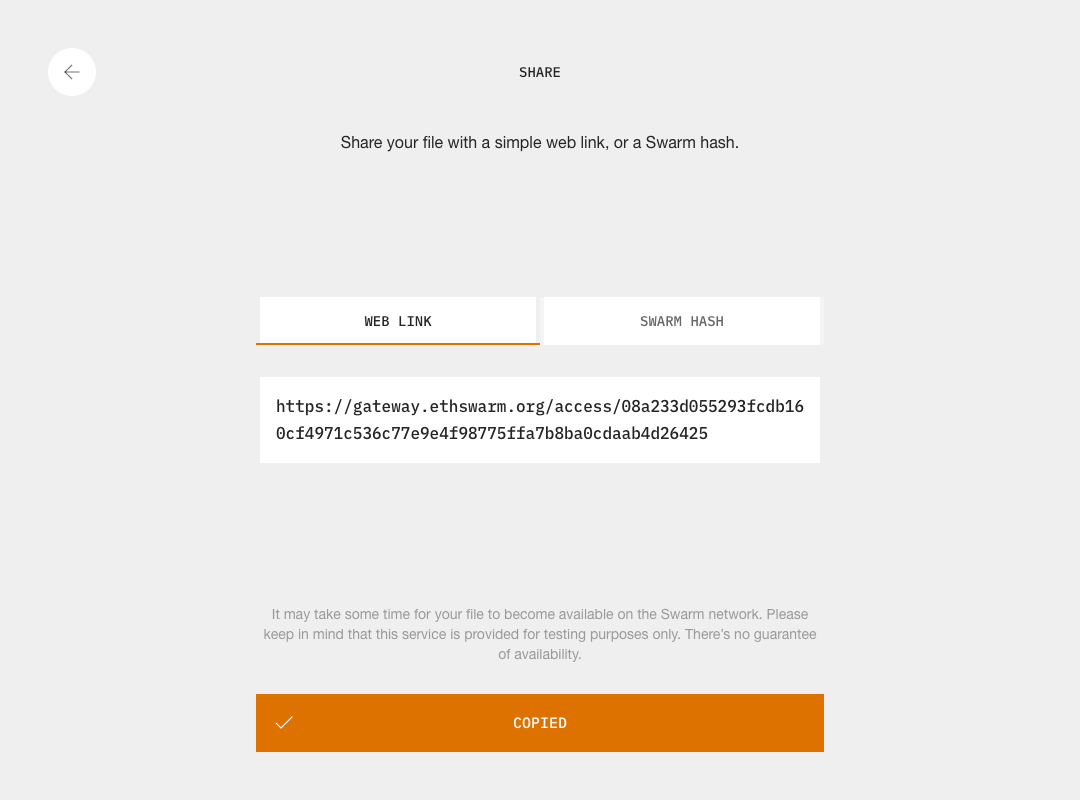 SHARE
Share your file with a simple web link, or a Swarm hash.
WEB LINK
SWARM HASH
https://gateway.ethswarm.org/access/08a233d055293fcdb16
0cf4971c536c77e9e4f98775ffa7b8ba0cdaab4d26425
It may take some time for your file to become available on the Swarm network. Please
keep in mind that this service is provided for testing purposes only. There's no guarantee
of availability.
COPIED